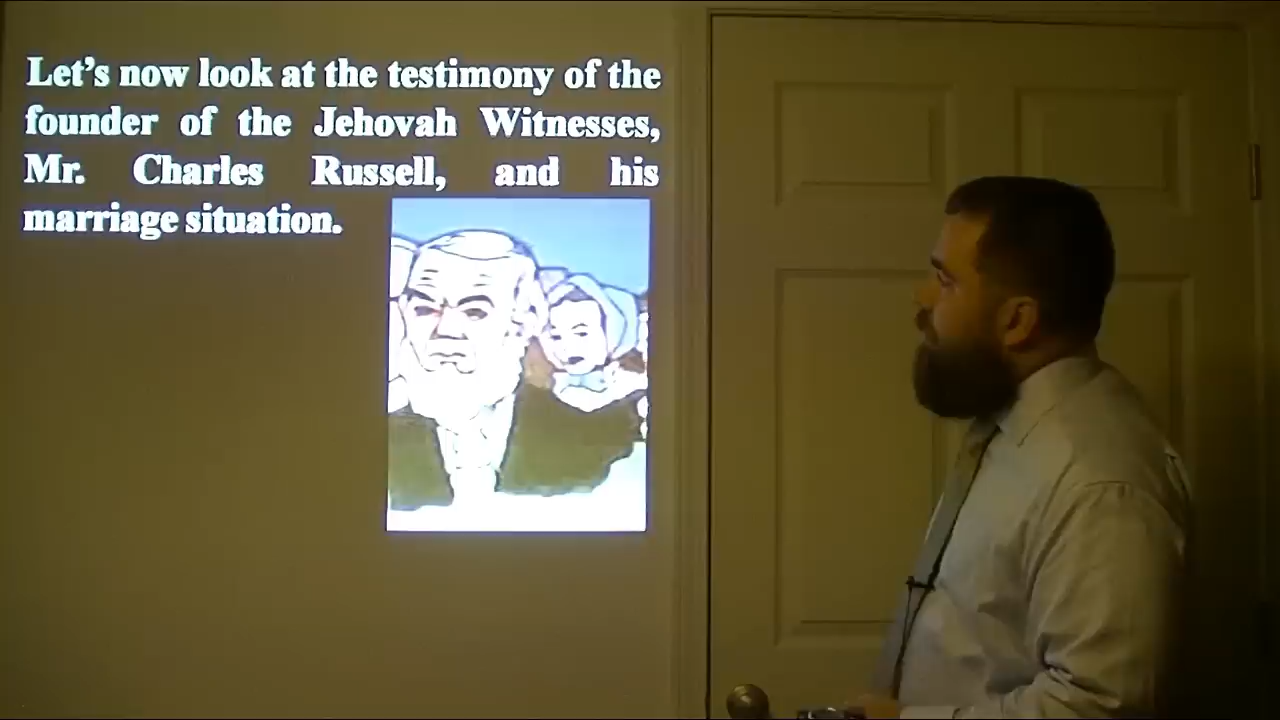 Let's now look at the testimony of the
founder of the Jehovah Witnesses,
Mr. Charles Russell, and his
marriage situation.